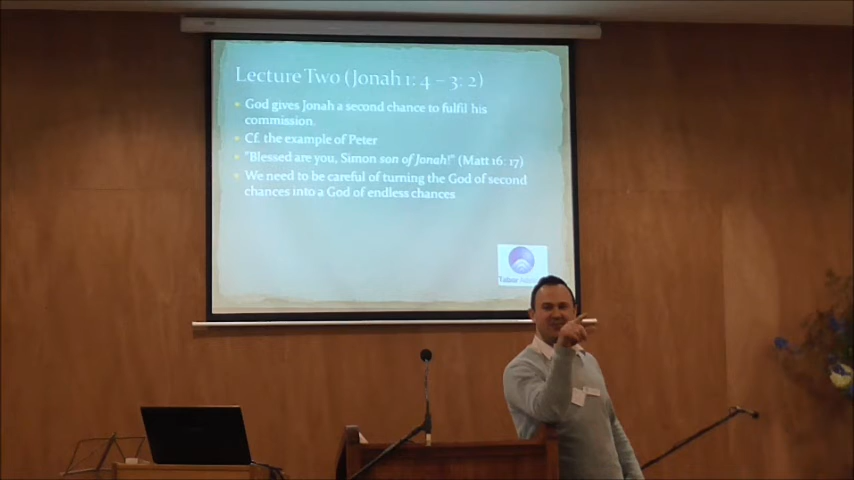 Lecture Two (Jonah 1: 4 – 3: 2)
God gives Jonah a second chance to fulfil his
commission.
Cf. the example of Peter
"Blessed are you, Simon son of Jonah!" (Matt 16: 17)
We need to be careful of turning the God of second
chances into a God of endless chances
Tabor